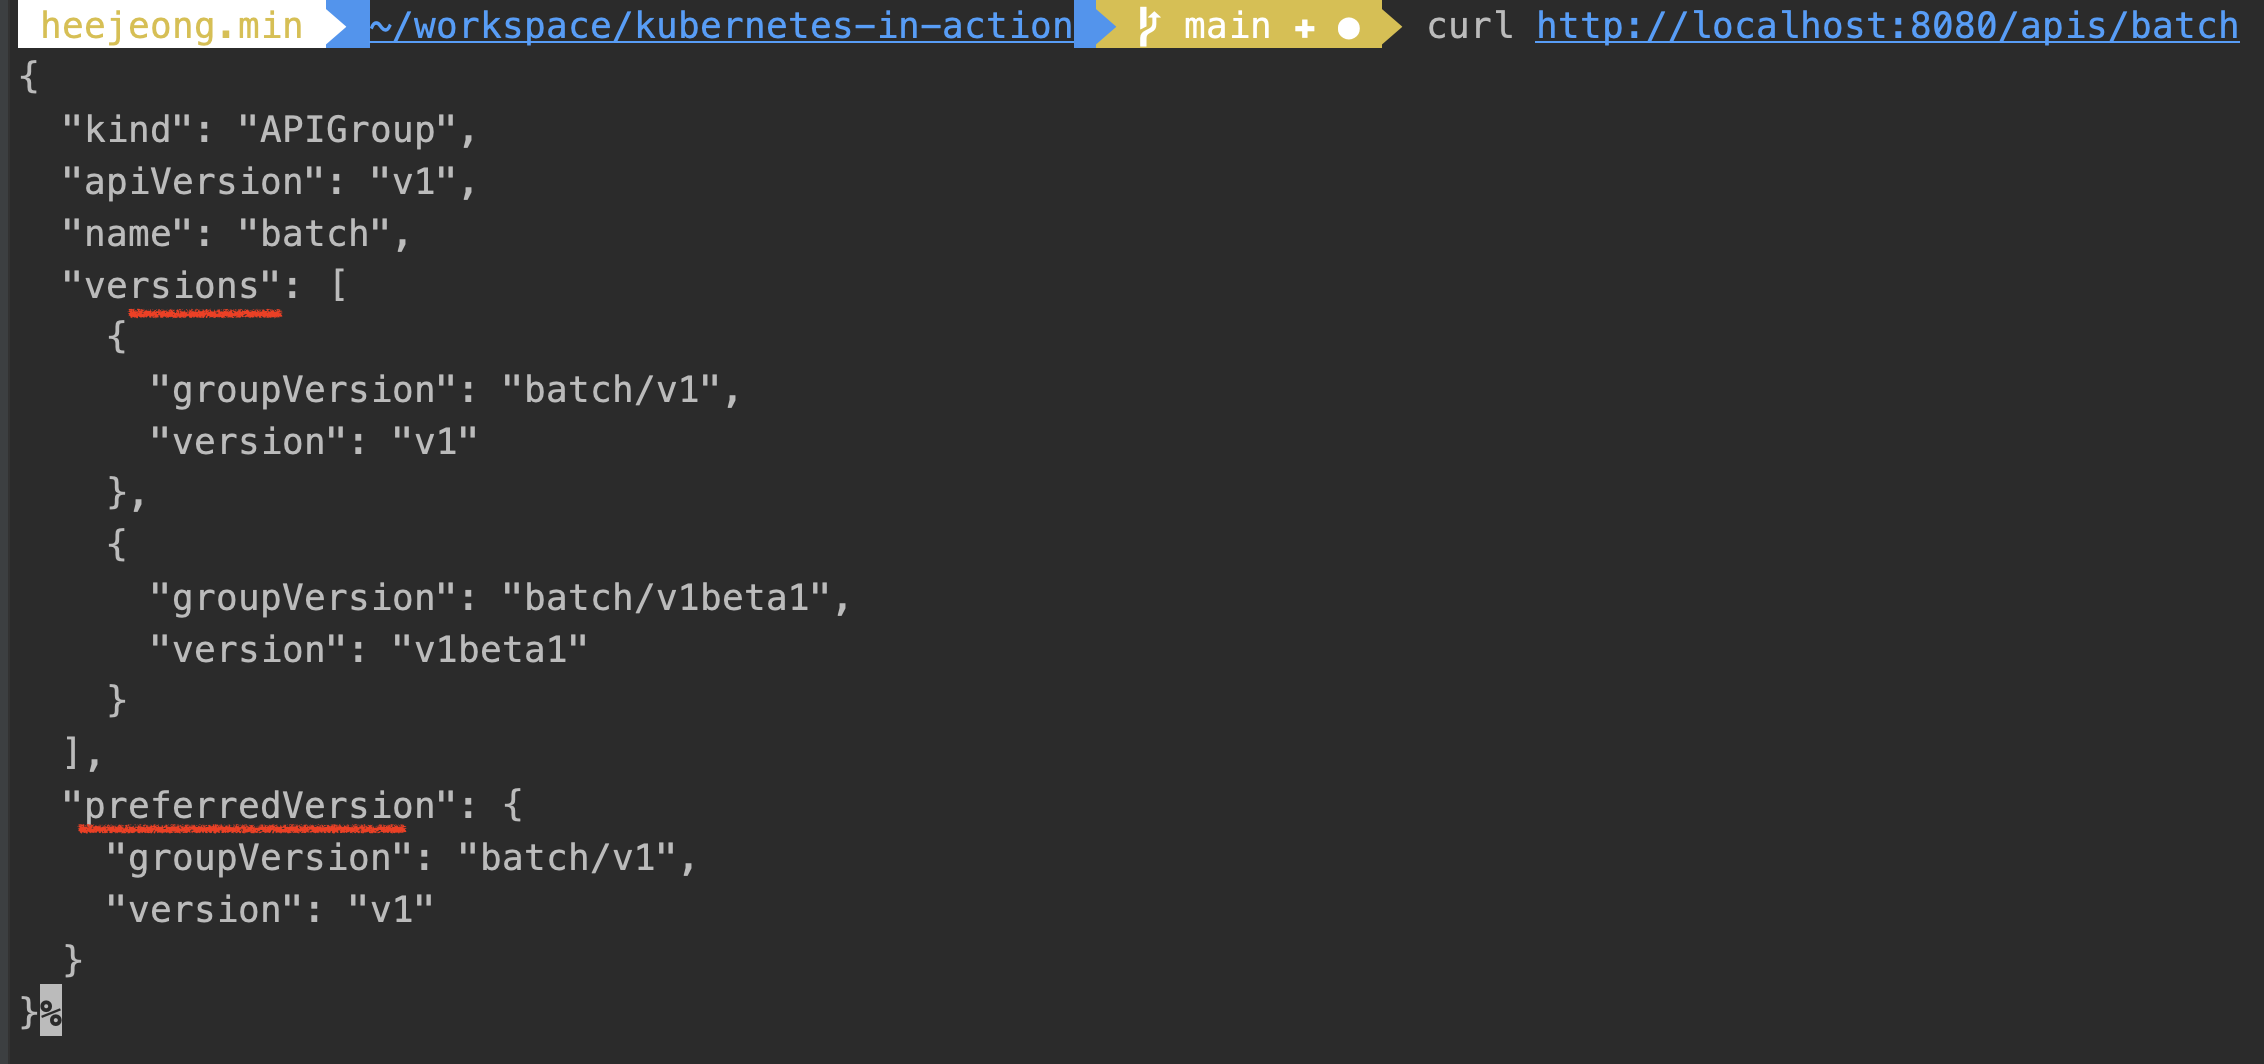 heejeong.min ~/workspace/kubernetes-in-action main ✚ ● curl http://localhost:8080/apis/batch
{
  "kind": "APIGroup",
  "apiVersion": "v1",
  "name": "batch",
  "versions": [
    {
      "groupVersion": "batch/v1",
      "version": "v1"
    },
    {
      "groupVersion": "batch/v1beta1",
      "version": "v1beta1"
    }
  ],
  "preferredVersion": {
    "groupVersion": "batch/v1",
    "version": "v1"
  }
}%